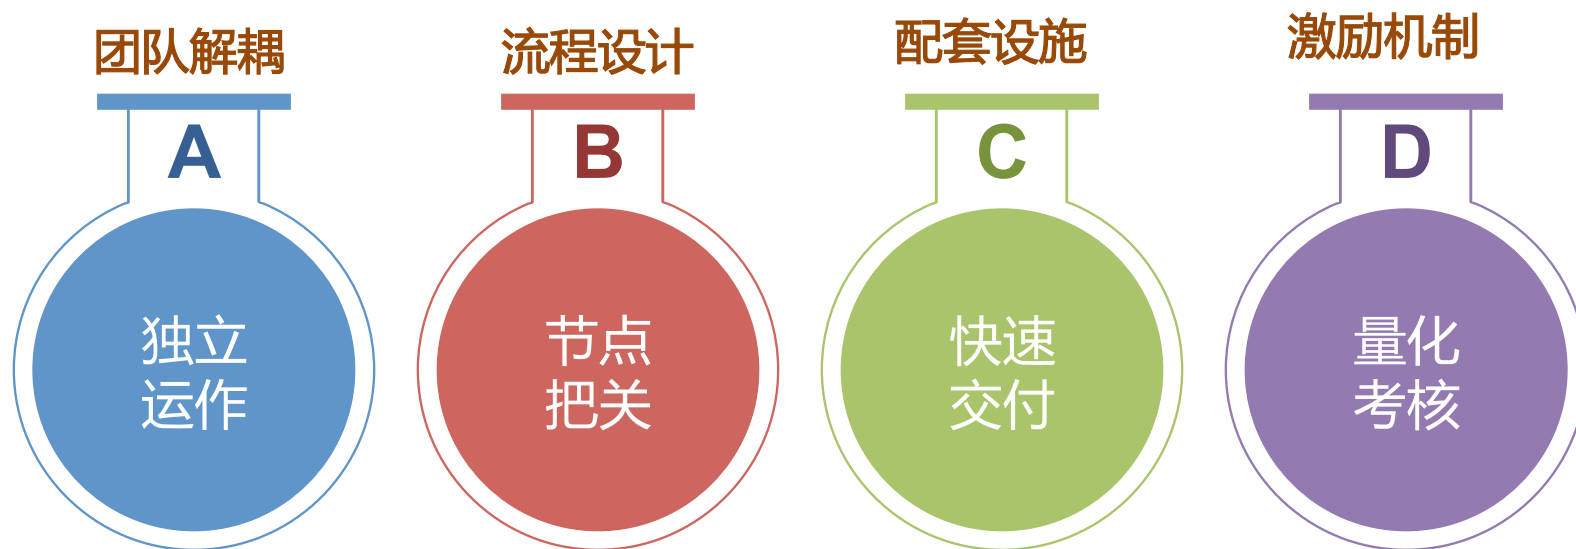 团队解耦
流程设计
配套设施
激励机制
A
B
C
D
独立
运作
节点
把关
快速
交付
量化
考核